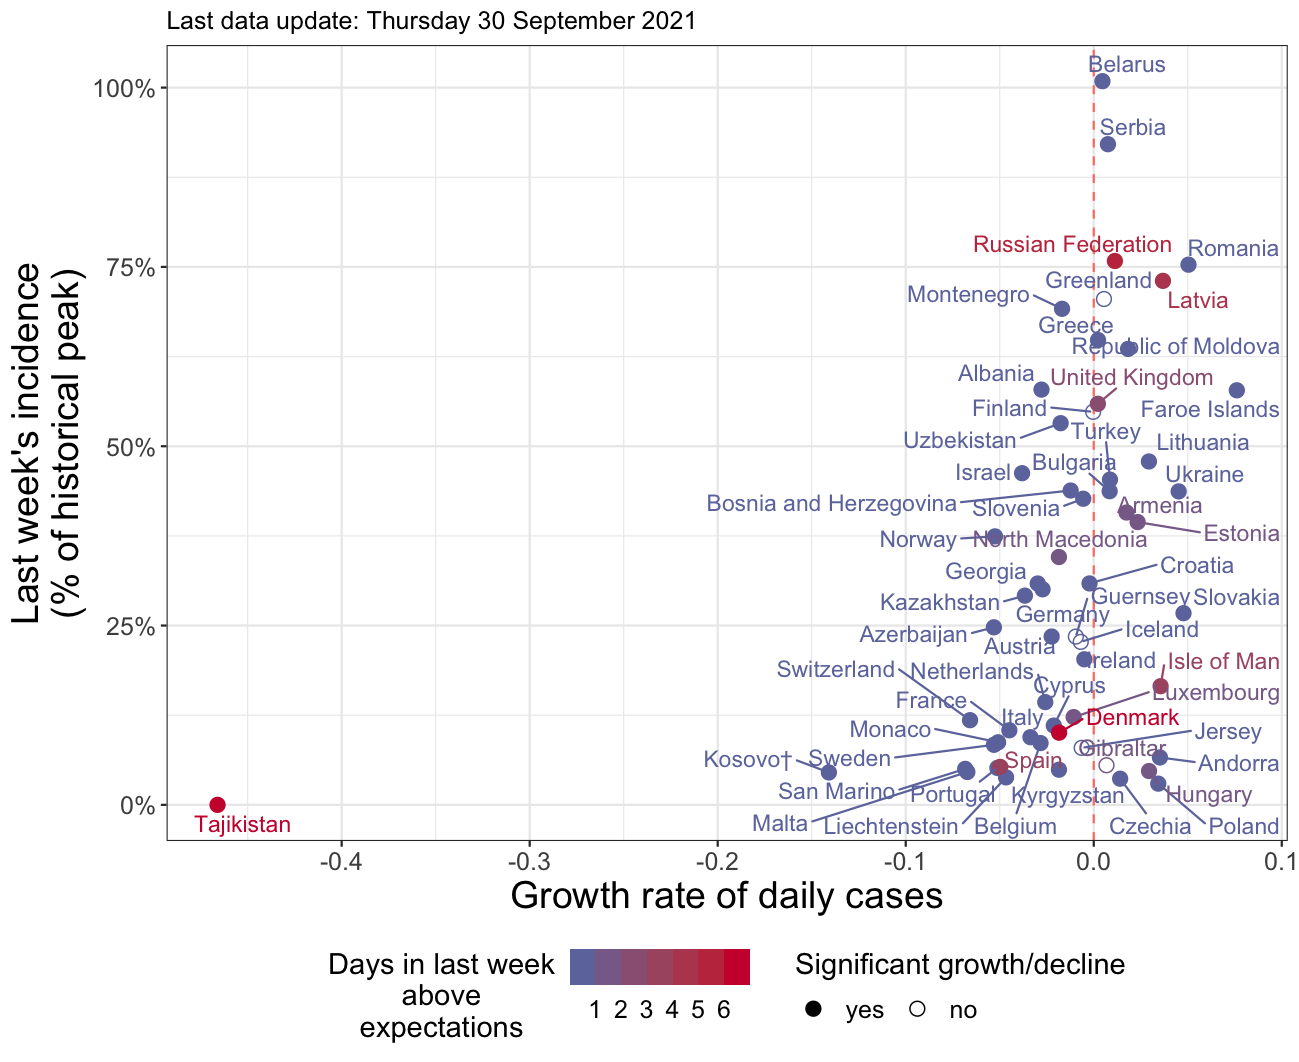 Last data update: Thursday 30 September 2021
Last week's incidence
(% of historical peak)
100%
75%
50%
25%
0%
Belarus
Serbia
Russian Federation
Romania
Greenland
Montenegro
Latvia
Greece
Republic of Moldova
Albania
United Kingdom
Finland
Faroe Islands
Turkey
Uzbekistan
Lithuania
Bulgaria
Israel
Ukraine
Bosnia and Herzegovina
Slovenia
Armenia
Estonia
Norway
North Macedonia
Croatia
Georgia
Kazakhstan
Guernsey
Slovakia
Germany
Iceland
Azerbaijan
Austria
Ireland
Isle of Man
Switzerland
Netherlands
Cyprus
Luxembourg
France
Italy
Denmark
Monaco
Jersey
Gibraltar
Kosovo†
Sweden
Spain
Andorra
San Marino
Portugal
Kyrgyzstan
Hungary
Tajikistan
Malta
Liechtenstein
Belgium
Czechia
Poland
-0.4
-0.3
-0.2
-0.1
0.0
0.1
Growth rate of daily cases
Days in last week
above
expectations
1 2 3 4 5 6
Significant growth/decline
yes
no